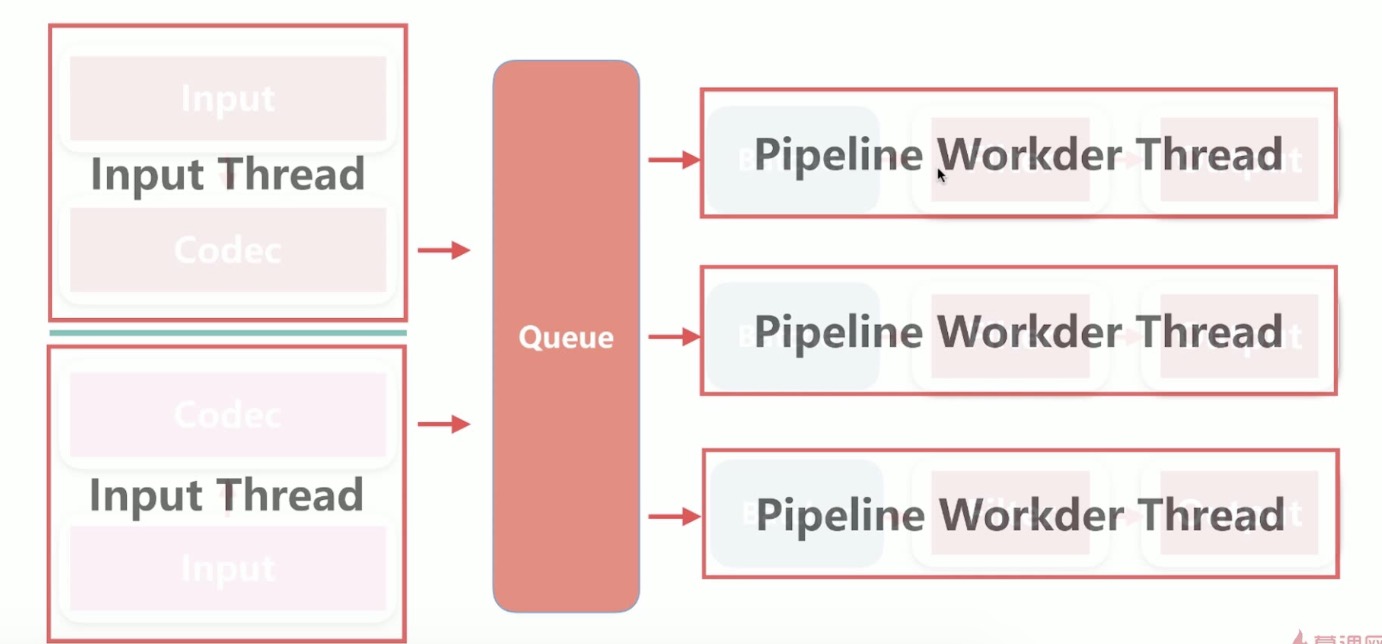 Input
Input Thread
Codec
Codec
Input Thread
Input
Queue
Pipeline Workder Thread
Pipeline Workder Thread
Pipeline Workder Thread